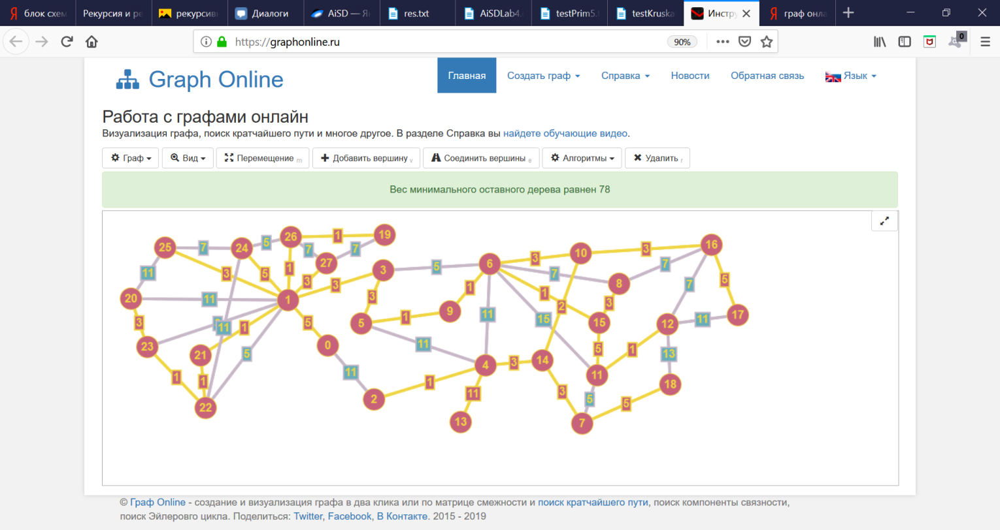 блок схем
Рекурсия и ре
рекурсивн
Диалоги
AiSD — Ян
res.txt
AiSDLab4.
testPrim5.t
testKruska
Инстру
граф онла
https://graphonline.ru
90%
0
Graph Online
Главная
Создать граф
Справка
Новости
Обратная связь
Язык
Работа с графами онлайн
Визуализация графа, поиск кратчайшего пути и многое другое. В разделе Справка вы найдете обучающие видео.
Граф
Вид
Перемещение m
Добавить вершину v
Соединить вершины e
Алгоритмы
Удалить r
Вес минимального оставного дерева равнен 78
26 1 19
25 7 24 5
7 7
27
11 3 5 1 3 3 3
5 6 3 10 3 16
7 7
8 5
20 11 1
3 1 1 2 3 7
3 11 1 5
5 1 9 11 15 15 12 11 17
23 5 0
21 11 5 1 13
11 4 3 14 11
1 1 1 18
22 2 11 3 5 5
13 7
© Граф Online - создание и визуализация графа в два клика или по матрице смежности и поиск кратчайшего пути, поиск компоненты связности,
поиск Эйлеровго цикла. Поделиться: Twitter, Facebook, В Контакте. 2015 - 2019